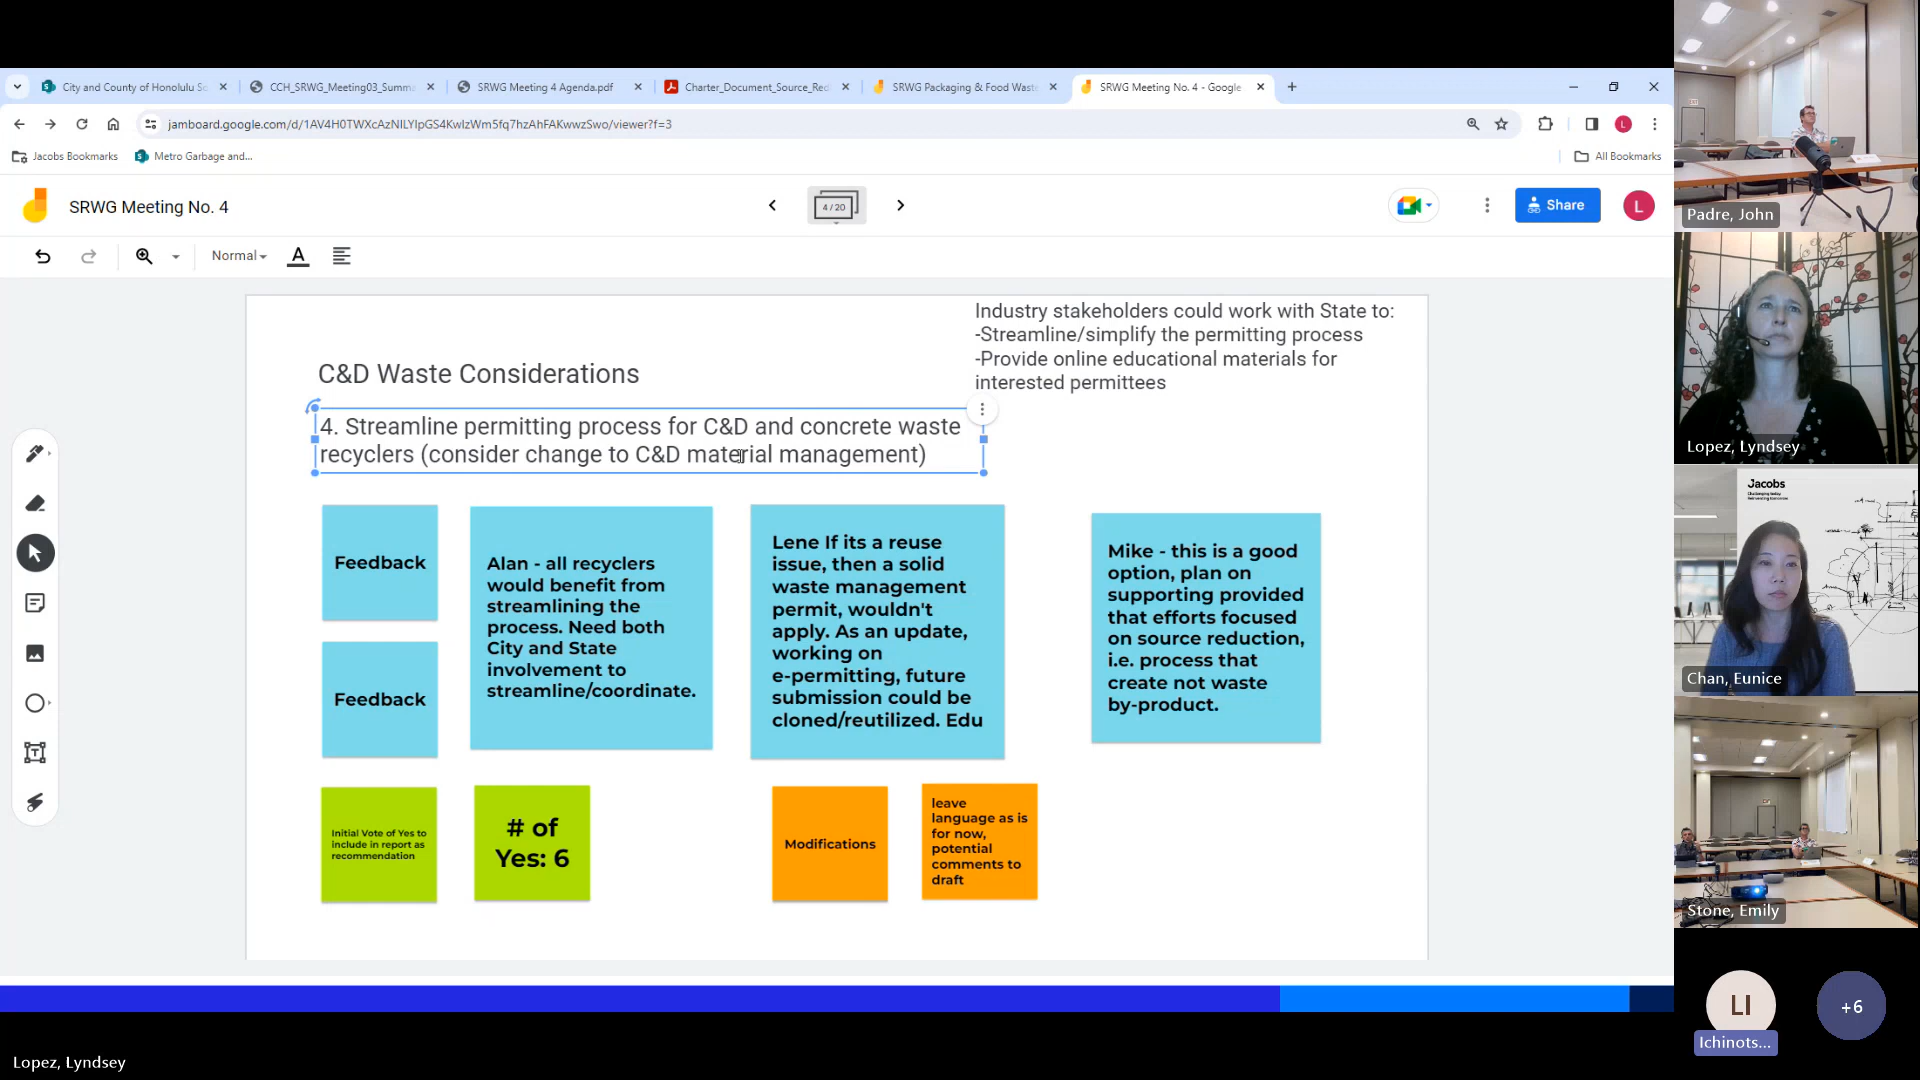 City and County of Honolulu So
CCH_SRWG_Meeting03_Summa
SRWG Meeting 4 Agenda.pdf
Charter_Document_Source_Red
SRWG Packaging & Food Waste
SRWG Meeting No. 4 - Google
jamboard.google.com/d/1AV4H0TWXcAzNILYIpGS4KwIzWm5fq7hzAhFAKwwzSwo/viewer?f=3
L
Jacobs Bookmarks
Metro Garbage and...
All Bookmarks
SRWG Meeting No. 4
4 / 20
Share
L
Normal
Industry stakeholders could work with State to:
-Streamline/simplify the permitting process
-Provide online educational materials for
interested permittees
C&D Waste Considerations
4. Streamline permitting process for C&D and concrete waste
recyclers (consider change to C&D material management)
Feedback
Feedback
Alan - all recyclers
would benefit from
streamlining the
process. Need both
City and State
involvement to
streamline/coordinate.
Lene If its a reuse
issue, then a solid
waste management
permit, wouldn't
apply. As an update,
working on
e-permitting, future
submission could be
cloned/reutilized. Edu
Mike - this is a good
option, plan on
supporting provided
that efforts focused
on source reduction,
i.e. process that
create not waste
by-product.
Initial Vote of Yes to
include in report as
recommendation
# of
Yes: 6
Modifications
leave
language as is
for now,
potential
comments to
draft
Lopez, Lyndsey
Padre, John
Lopez, Lyndsey
Jacobs
Challenging today.
Reinventing tomorrow.
Chan, Eunice
Stone, Emily
LI
Ichinots...
+6